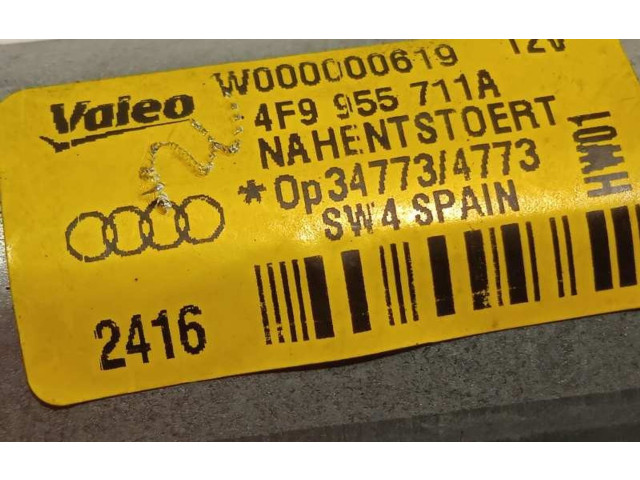 Valeo
W000000619 12V
4F9 955 711A
NAHENTSTOERT
*Op34773/4773
SW4 SPAIN
HW01
2416